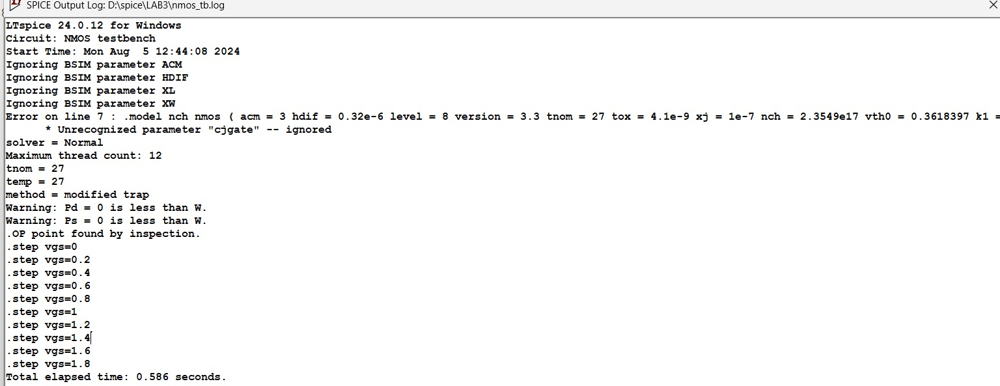 SPICE Output Log: D:\spice\LAB3\nmos_tb.log
LTspice 24.0.12 for Windows
Circuit: NMOS testbench
Start Time: Mon Aug  5 12:44:08 2024
Ignoring BSIM parameter ACM
Ignoring BSIM parameter HDIF
Ignoring BSIM parameter XL
Ignoring BSIM parameter XW
Error on line 7 : .model nch nmos ( acm = 3 hdif = 0.32e-6 level = 8 version = 3.3 tnom = 27 tox = 4.1e-9 xj = 1e-7 nch = 2.3549e17 vth0 = 0.3618397 k1 =
* Unrecognized parameter "cjgate" -- ignored
solver = Normal
Maximum thread count: 12
tnom = 27
temp = 27
method = modified trap
Warning: Pd = 0 is less than W.
Warning: Ps = 0 is less than W.
.OP point found by inspection.
.step vgs=0
.step vgs=0.2
.step vgs=0.4
.step vgs=0.6
.step vgs=0.8
.step vgs=1
.step vgs=1.2
.step vgs=1.4
.step vgs=1.6
.step vgs=1.8
Total elapsed time: 0.586 seconds.